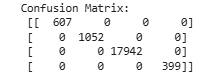 Confusion Matrix:
[[  607     0     0     0]
[    0  1052     0     0]
[    0     0 17942     0]
[    0     0     0   399]]